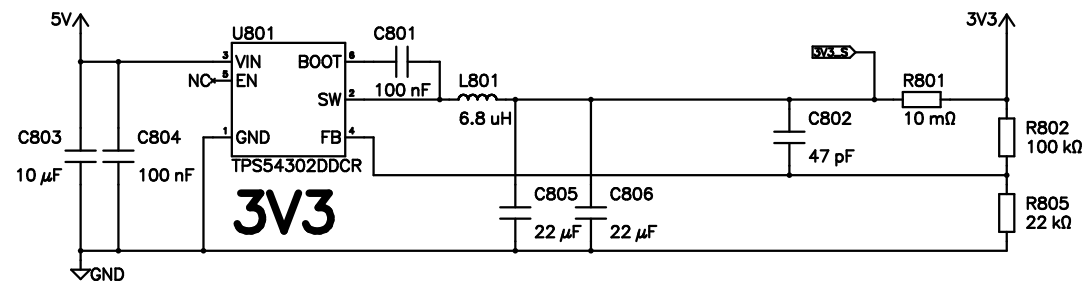 5V
3V3
U801
C801
3
VIN
BOOT
6
NC
5
EN
100 nF
L801
3V3_S
R801
SW
2
6.8 uH
10 mΩ
C803
10 µF
C804
100 nF
1
GND
FB
4
C802
47 pF
R802
100 kΩ
TPS54302DDCR
3V3
C805
22 µF
C806
22 µF
R805
22 kΩ
GND